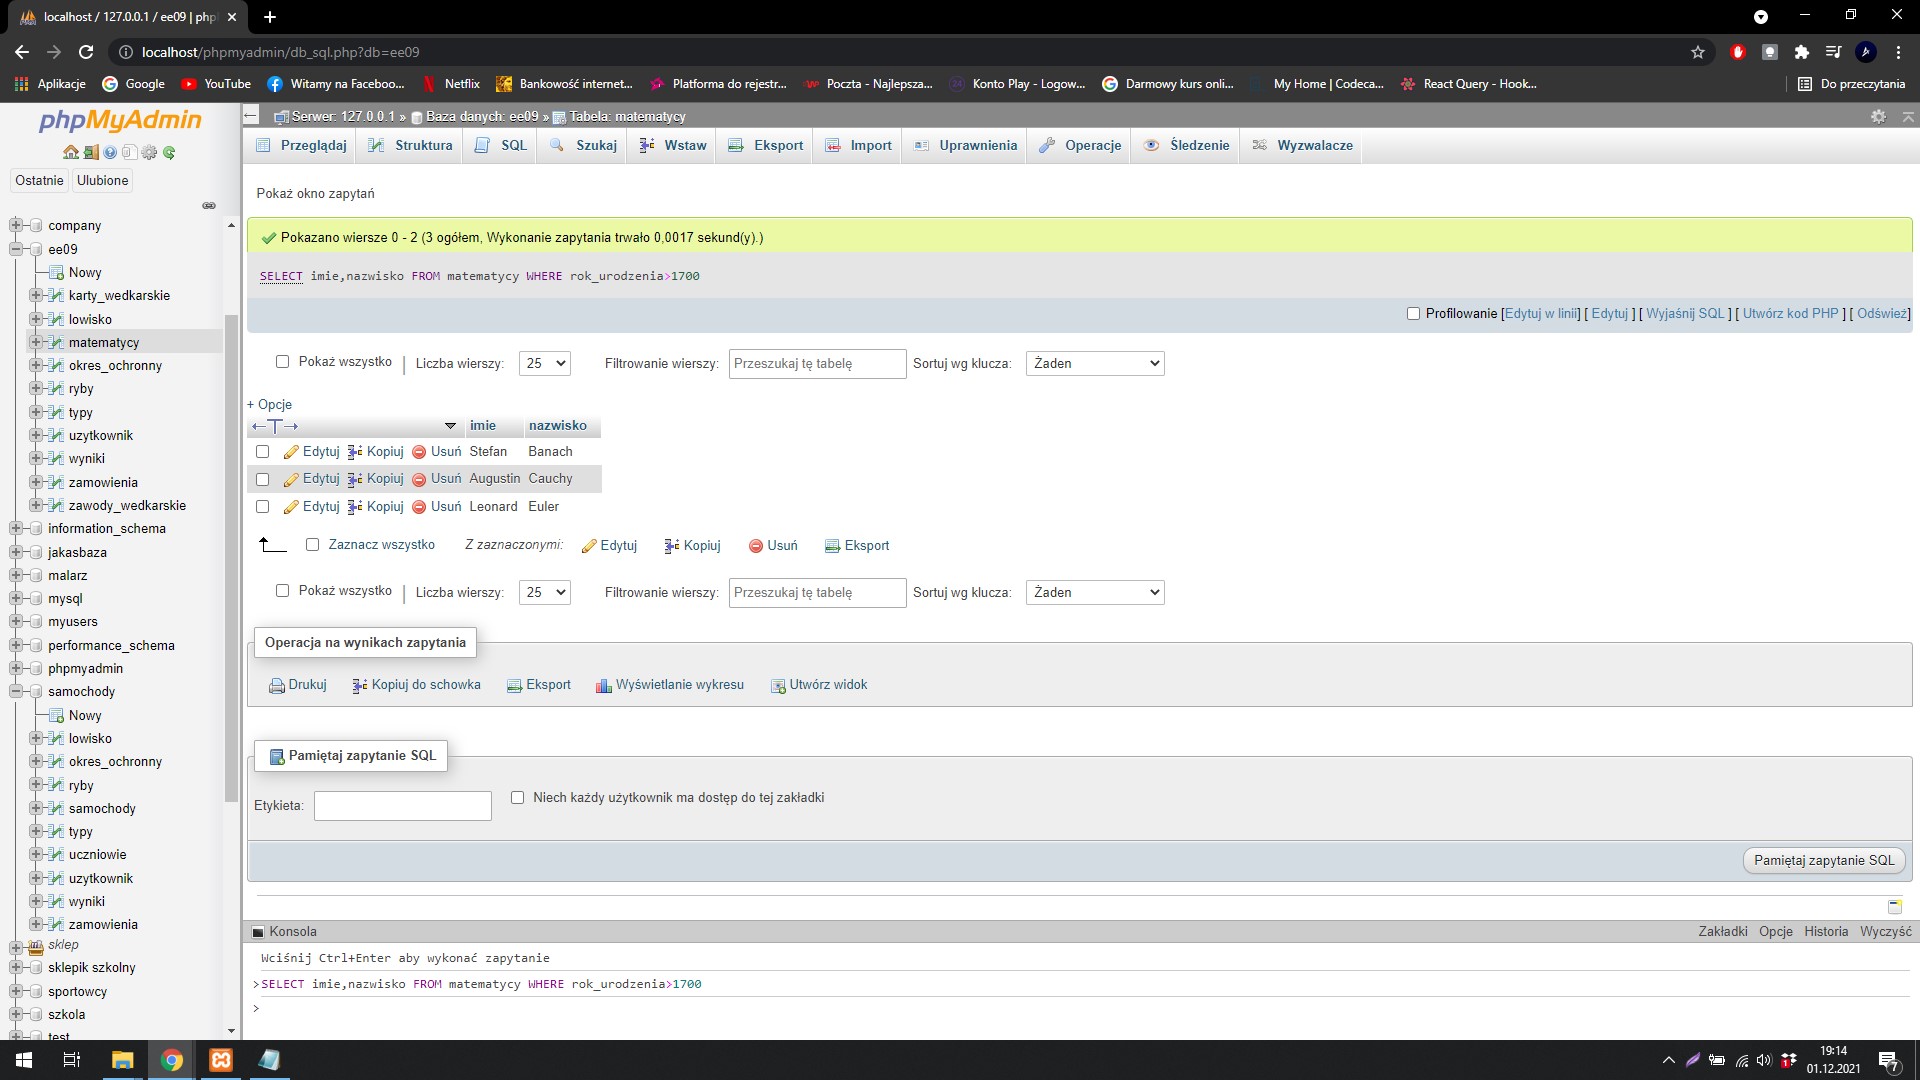 localhost / 127.0.0.1 / ee09 | php
localhost/phpmyadmin/db_sql.php?db=ee09
Aplikacje Google YouTube Witamy na Faceboo... Netflix Bankowość internet... Platforma do rejestr... Poczta - Najlepsza... Konto Play - Logow... Darmowy kurs onli... My Home | Codeca... React Query - Hook... Do przeczytania
phpMyAdmin
Ostatnie Ulubione
company
ee09
Nowy
karty_wedkarskie
lowisko
matematycy
okres_ochronny
ryby
typy
uzytkownik
wyniki
zamowienia
zawody_wedkarskie
information_schema
jakasbaza
malarz
mysql
myusers
performance_schema
phpmyadmin
samochody
Nowy
lowisko
okres_ochronny
ryby
samochody
typy
uczniowie
uzytkownik
wyniki
zamowienia
sklep
sklepik szkolny
sportowcy
szkola
test
Serwer: 127.0.0.1 » Baza danych: ee09 » Tabela: matematycy
Przeglądaj Struktura SQL Szukaj Wstaw Eksport Import Uprawnienia Operacje Śledzenie Wyzwalacze
Pokaż okno zapytań
Pokazano wiersze 0 - 2 (3 ogółem, Wykonanie zapytania trwało 0,0017 sekund(y).)
SELECT imie,nazwisko FROM matematycy WHERE rok_urodzenia>1700
Profilowanie [Edytuj w linii] [ Edytuj ] [ Wyjaśnij SQL ] [ Utwórz kod PHP ] [ Odśwież]
Pokaż wszystko | Liczba wierszy: 25 Filtrowanie wierszy: Przeszukaj tę tabelę Sortuj wg klucza: Żaden
+ Opcje
←T→ imie nazwisko
Edytuj Kopiuj Usuń Stefan Banach
Edytuj Kopiuj Usuń Augustin Cauchy
Edytuj Kopiuj Usuń Leonard Euler
Zaznacz wszystko Z zaznaczonymi: Edytuj Kopiuj Usuń Eksport
Pokaż wszystko | Liczba wierszy: 25 Filtrowanie wierszy: Przeszukaj tę tabelę Sortuj wg klucza: Żaden
Operacja na wynikach zapytania
Drukuj Kopiuj do schowka Eksport Wyświetlanie wykresu Utwórz widok
Pamiętaj zapytanie SQL
Etykieta: Niech każdy użytkownik ma dostęp do tej zakładki
Pamiętaj zapytanie SQL
Konsola Zakładki Opcje Historia Wyczyść
Wciśnij Ctrl+Enter aby wykonać zapytanie
>SELECT imie,nazwisko FROM matematycy WHERE rok_urodzenia>1700
>
19:14
01.12.2021
7